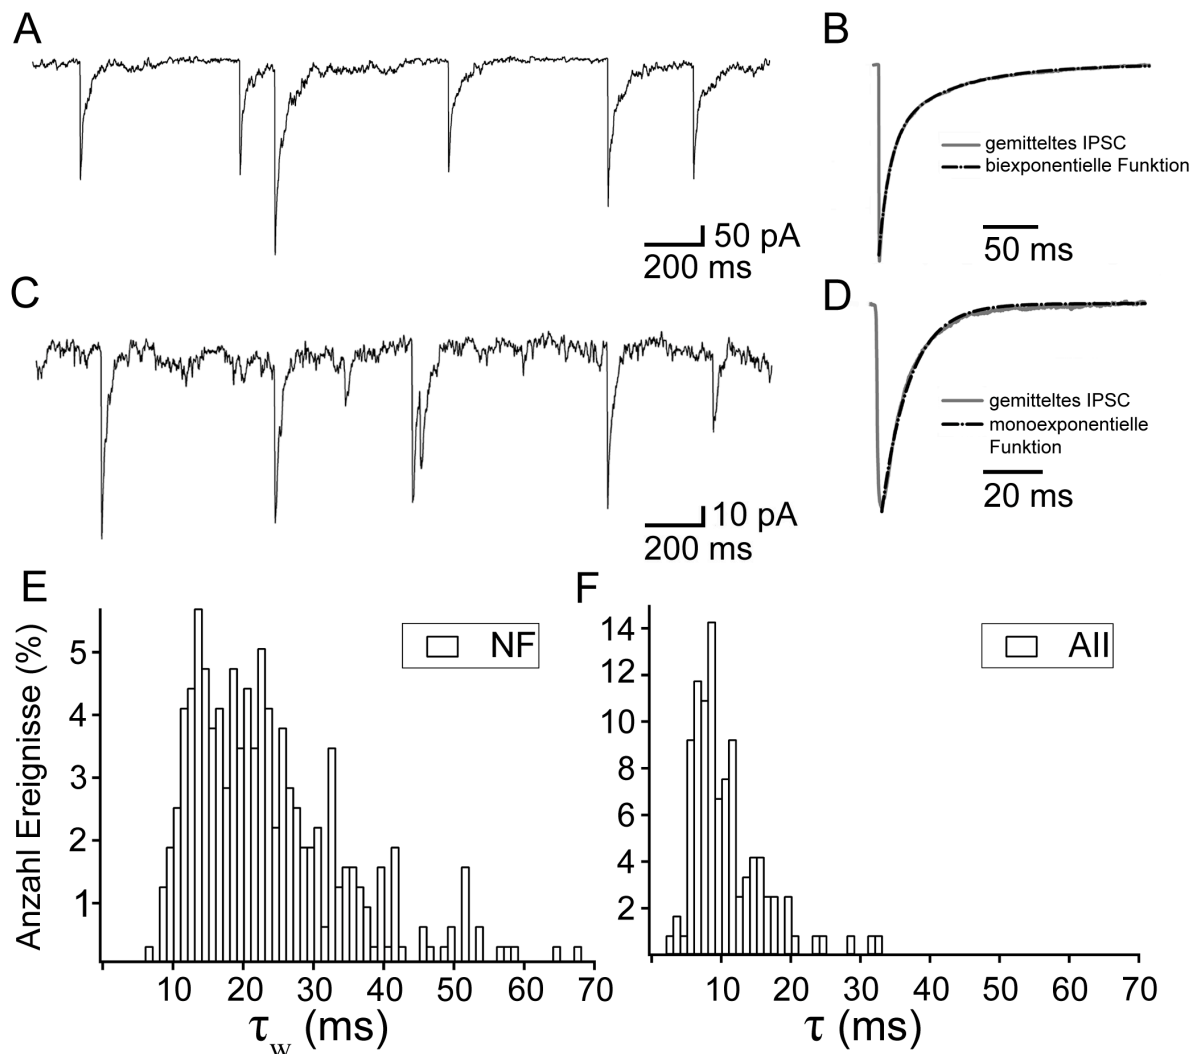 A
B
gemitteltes IPSC
biexponentielle Funktion
50 pA
200 ms
50 ms
C
D
gemitteltes IPSC
monoexponentielle
Funktion
10 pA
200 ms
20 ms
E
F
Anzahl Ereignisse (%)
NF
AII
5
4
3
2
1
14
12
10
8
6
4
2
10 20 30 40 50 60 70
10 20 30 40 50 60 70
τw (ms)
τ (ms)